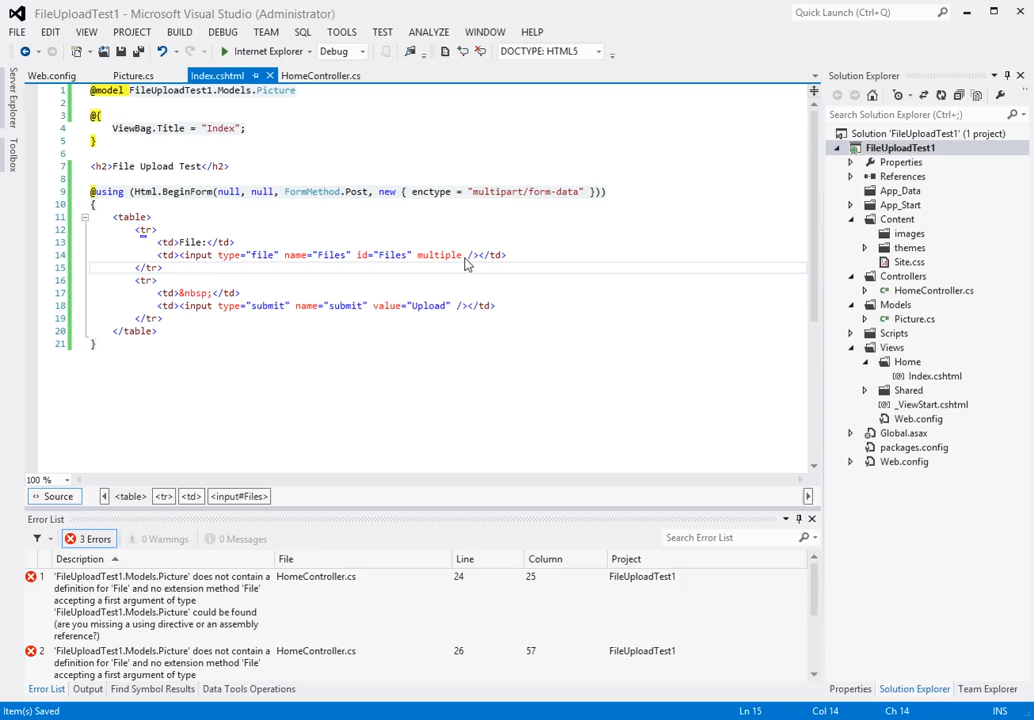 FileUploadTest1 - Microsoft Visual Studio (Administrator)
Quick Launch (Ctrl+Q)
FILE EDIT VIEW PROJECT BUILD DEBUG TEAM SQL TOOLS TEST ANALYZE WINDOW HELP
Internet Explorer Debug DOCTYPE: HTML5
Server Explorer
Toolbox
Web.config Picture.cs Index.cshtml HomeController.cs
1 @model FileUploadTest1.Models.Picture
2
3 @{
4 ViewBag.Title = "Index";
5 }
6
7 <h2>File Upload Test</h2>
8
9 @using (Html.BeginForm(null, null, FormMethod.Post, new { enctype = "multipart/form-data" }))
10 {
11 <table>
12 <tr>
13 <td>File:</td>
14 <td><input type="file" name="Files" id="Files" multiple /></td>
15 </tr>
16 <tr>
17 <td>&nbsp;</td>
18 <td><input type="submit" name="submit" value="Upload" /></td>
19 </tr>
20 </table>
21 }
100 %
Source <table> <tr> <td> <input#Files>
Error List
3 Errors 0 Warnings 0 Messages Search Error List
Description File Line Column Project
1 'FileUploadTest1.Models.Picture' does not contain a HomeController.cs 24 25 FileUploadTest1
definition for 'File' and no extension method 'File'
accepting a first argument of type
'FileUploadTest1.Models.Picture' could be found
(are you missing a using directive or an assembly
reference?)
2 'FileUploadTest1.Models.Picture' does not contain a HomeController.cs 26 57 FileUploadTest1
definition for 'File' and no extension method 'File'
accepting a first argument of type
Error List Output Find Symbol Results Data Tools Operations
Solution Explorer
Search Solution Explorer (Ctrl+;)
Solution 'FileUploadTest1' (1 project)
FileUploadTest1
Properties
References
App_Data
App_Start
Content
images
themes
Site.css
Controllers
HomeController.cs
Models
Picture.cs
Scripts
Views
Home
Index.cshtml
Shared
_ViewStart.cshtml
Web.config
Global.asax
packages.config
Web.config
Properties Solution Explorer Team Explorer
Item(s) Saved Ln 15 Col 14 Ch 14 INS